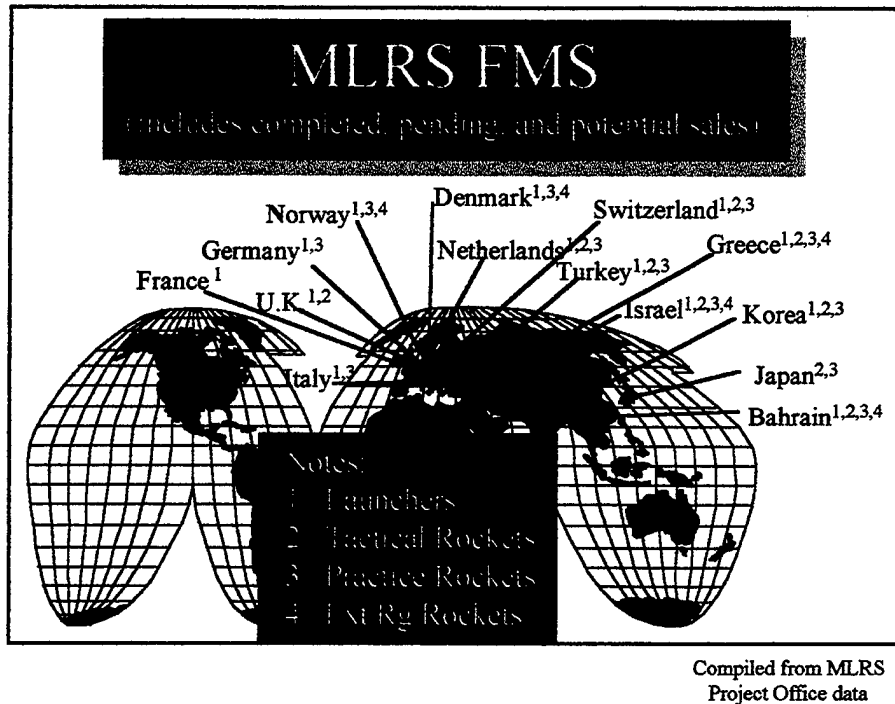 MLRS FMS
(includes completed, pending, and potential sales)
Norway1,3,4
Denmark1,3,4
Switzerland1,2,3
Germany1,3
Netherlands1,2,3
Greece1,2,3,4
France 1
Turkey1,2,3
U.K 1,2
Israel1,2,3,4
Korea1,2,3
Italy1,3
Japan2,3
Bahrain1,2,3,4
Notes:
1 Launchers
2 Tactical Rockets
3 Practice Rockets
4 Ext Rg Rockets
Compiled from MLRS
Project Office data